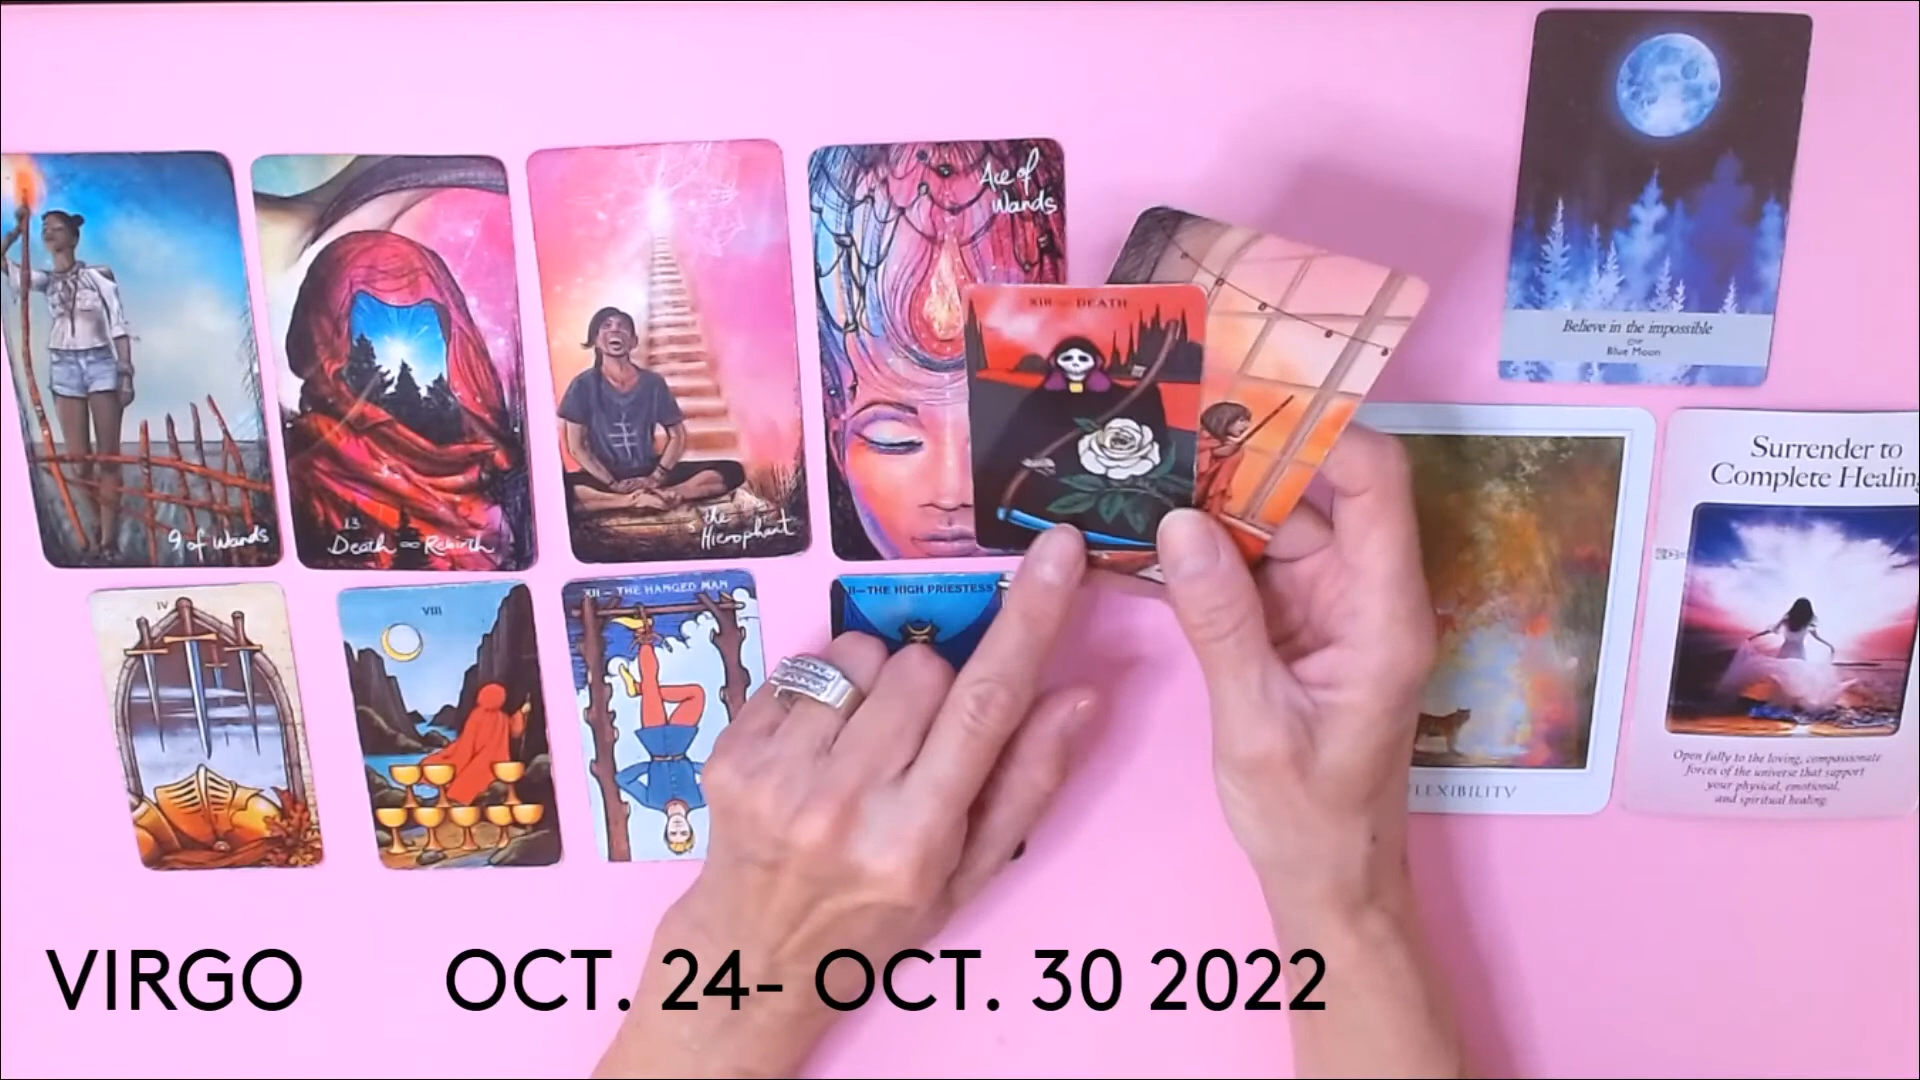 Ace of
Wands
9 of Wands
13
Death ∞ Rebirth
the
Hierophant
XIII — DEATH
Believe in the impossible
Blue Moon
IV
VIII
XII — THE HANGED MAN
II—THE HIGH PRIESTESS
LEXIBILITY
Surrender to
Complete Healing
Open fully to the loving, compassionate
forces of the universe that support
your physical, emotional,
and spiritual healing.
VIRGO OCT. 24- OCT. 30 2022